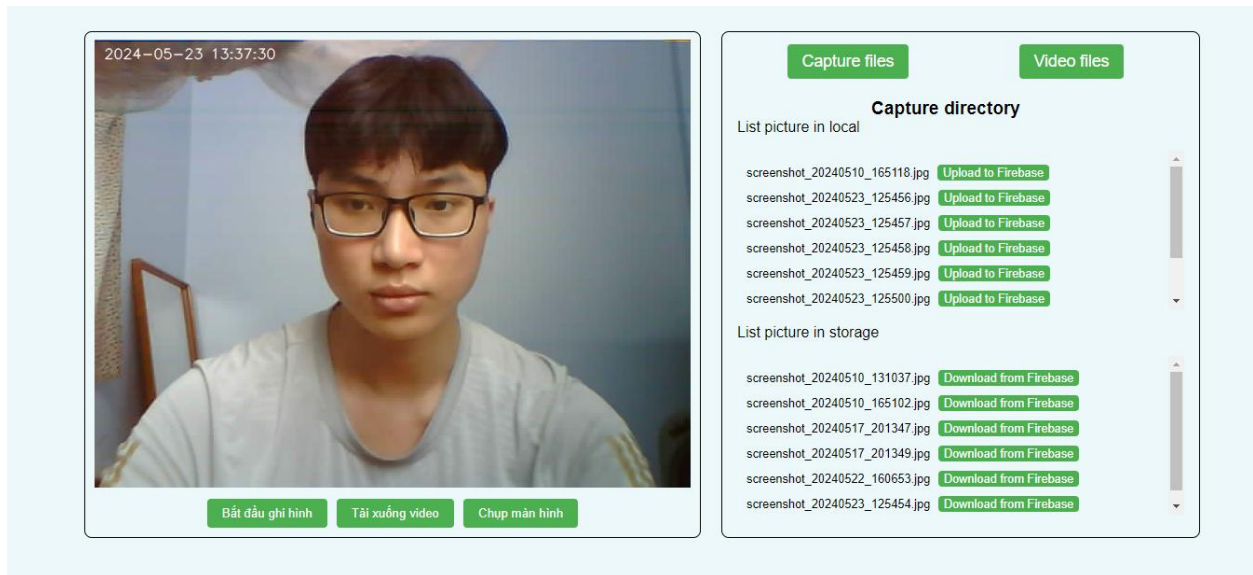 2024-05-23 13:37:30
Bắt đầu ghi hình
Tải xuống video
Chụp màn hình
Capture files
Video files
Capture directory
List picture in local
screenshot_20240510_165118.jpg Upload to Firebase
screenshot_20240523_125456.jpg Upload to Firebase
screenshot_20240523_125457.jpg Upload to Firebase
screenshot_20240523_125458.jpg Upload to Firebase
screenshot_20240523_125459.jpg Upload to Firebase
screenshot_20240523_125500.jpg Upload to Firebase
List picture in storage
screenshot_20240510_131037.jpg Download from Firebase
screenshot_20240510_165102.jpg Download from Firebase
screenshot_20240517_201347.jpg Download from Firebase
screenshot_20240517_201349.jpg Download from Firebase
screenshot_20240522_160653.jpg Download from Firebase
screenshot_20240523_125454.jpg Download from Firebase